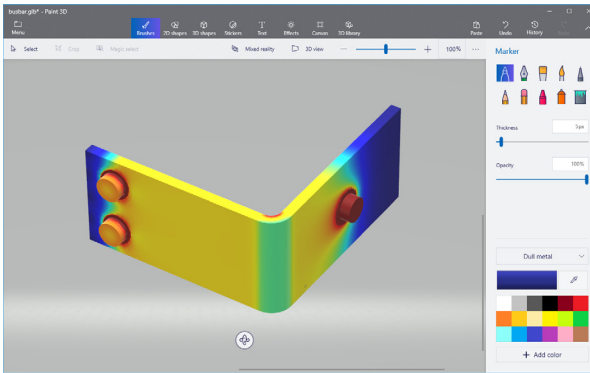 busbar.glb* - Paint 3D
Menu
Brushes
2D shapes
3D shapes
Stickers
Text
Effects
Canvas
3D library
Paste
Undo
History
Redo
Select
Crop
Magic select
Mixed reality
3D view
100%
Marker
Thickness
5px
Opacity
100%
Dull metal
+ Add color